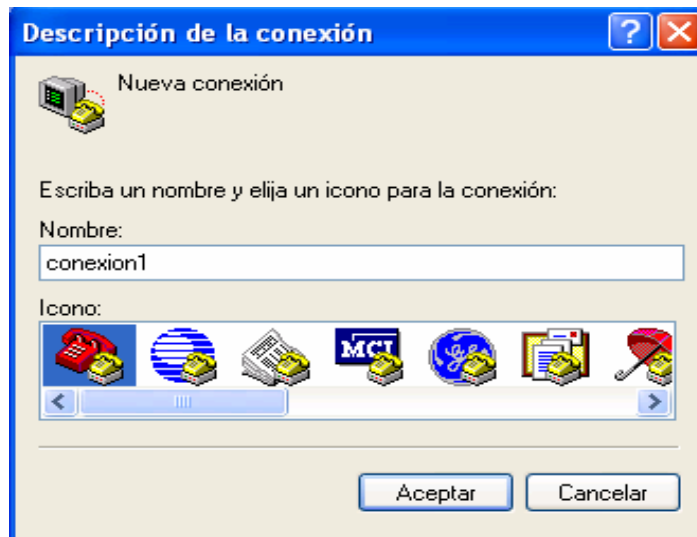 Descripción de la conexión
Nueva conexión
Escriba un nombre y elija un icono para la conexión:
Nombre:
conexion1
Icono:
MCI
Aceptar
Cancelar